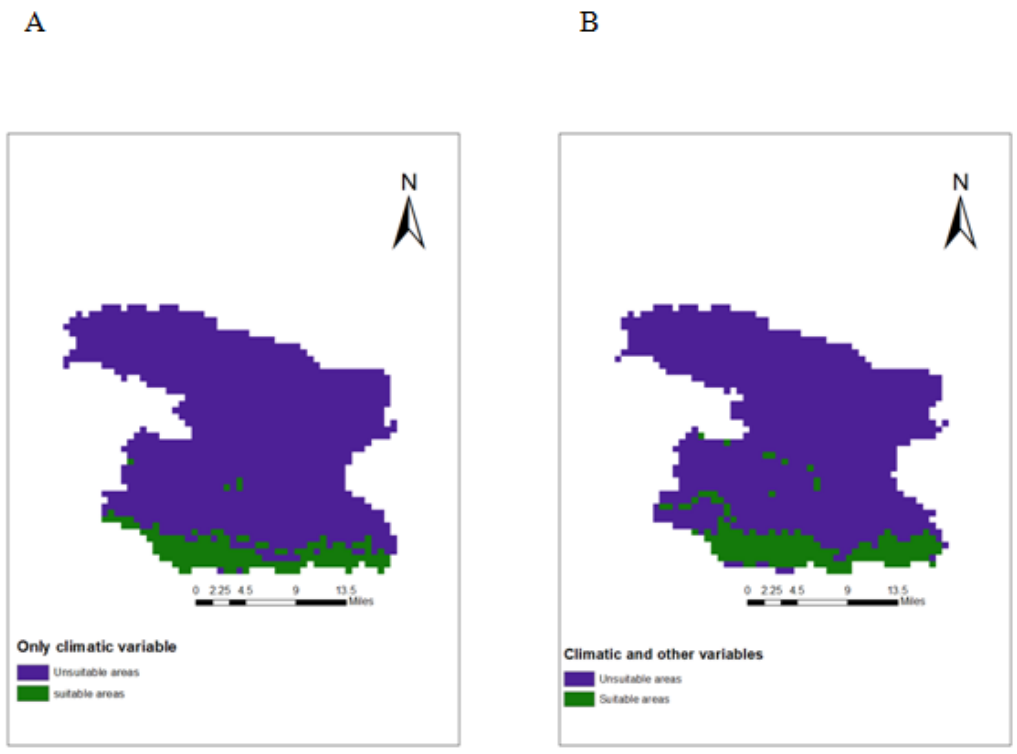 A
B
N
N
0 2.25 4.5 9 13.5
Miles
0 2.25 4.5 9 13.5
Miles
Only climatic variable
Unsuitable areas
suitable areas
Climatic and other variables
Unsuitable areas
Suitable areas